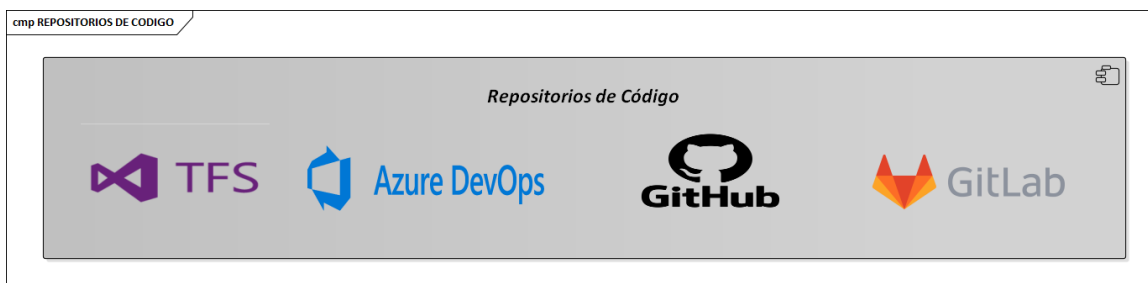 cmp REPOSITORIOS DE CODIGO
Repositorios de Código
TFS
Azure DevOps
GitHub
GitLab